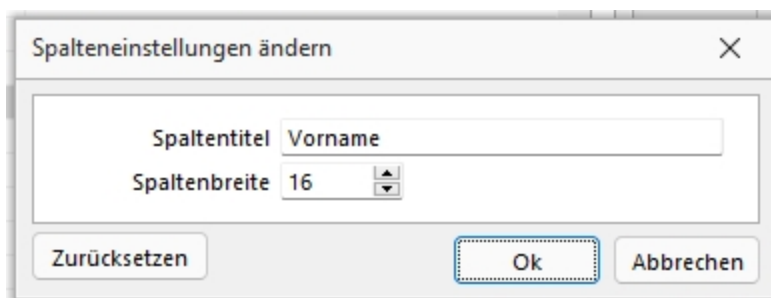 Spalteneinstellungen ändern
Spaltentitel Vorname
Spaltenbreite 16
Zurücksetzen Ok Abbrechen